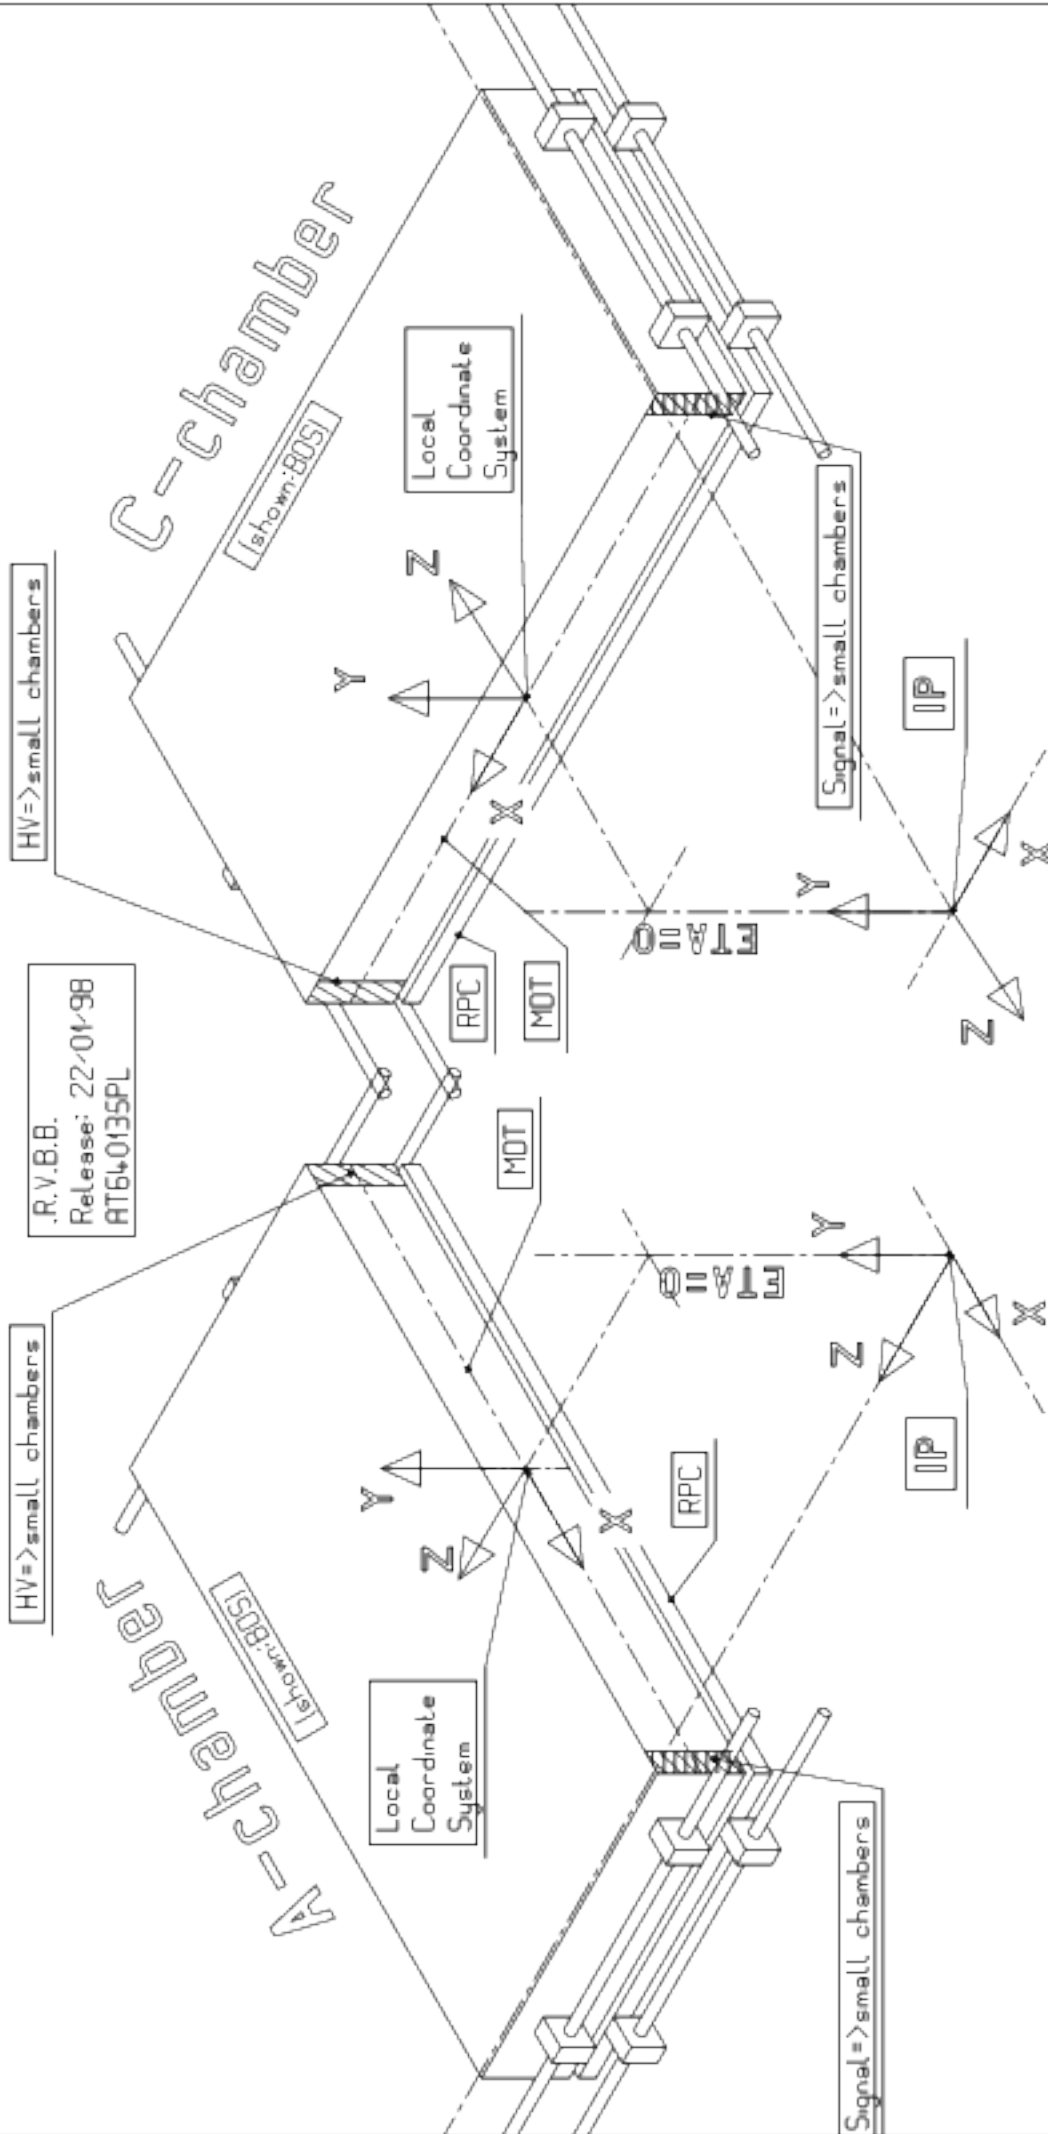 .R.V.B.B.
Release: 22/01/98
AT640135PL
HV=>small chambers
A-chamber
(shown:BOS)
Local
Coordinate
System
Y
Z
X
MDT
RPC
ETA=0
Y
Z
X
IP
Signal=>small chambers
HV=>small chambers
C-chamber
(shown:BOS)
Local
Coordinate
System
Y
Z
X
RPC
MDT
ETA=0
Y
Z
X
IP
Signal=>small chambers